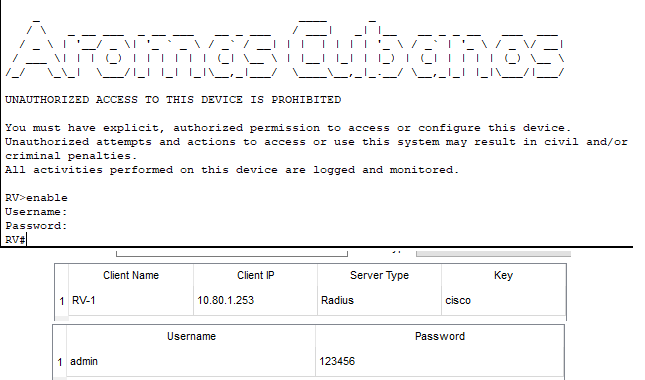 Aromas Cubanos
UNAUTHORIZED ACCESS TO THIS DEVICE IS PROHIBITED
You must have explicit, authorized permission to access or configure this device.
Unauthorized attempts and actions to access or use this system may result in civil and/or
criminal penalties.
All activities performed on this device are logged and monitored.
RV>enable
Username:
Password:
RV#
Client Name Client IP Server Type Key
1 RV-1 10.80.1.253 Radius cisco
Username Password
1 admin 123456